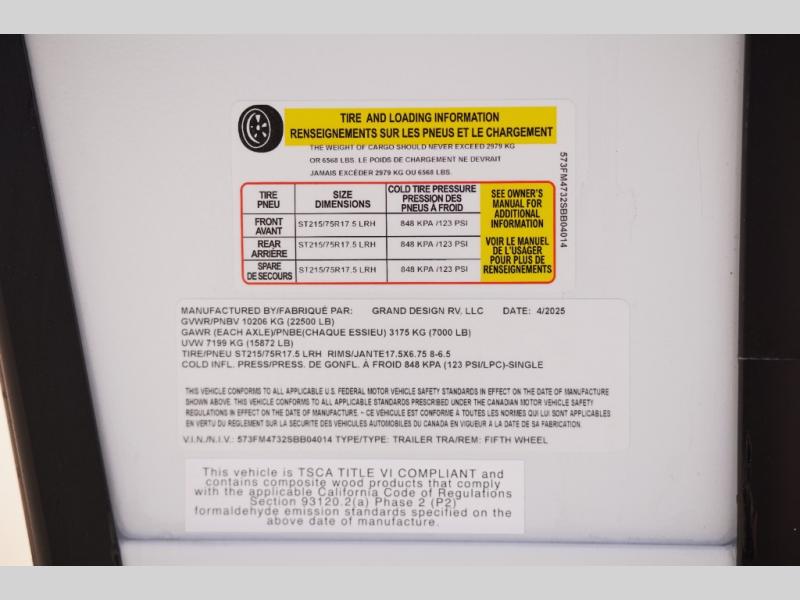 TIRE AND LOADING INFORMATION
RENSEIGNEMENTS SUR LES PNEUS ET LE CHARGEMENT
THE WEIGHT OF CARGO SHOULD NEVER EXCEED 2979 KG
OR 6568 LBS. LE POIDS DE CHARGEMENT NE DEVRAIT
JAMAIS EXCÉDER 2979 KG OU 6568 LBS.
TIRE
PNEU
SIZE
DIMENSIONS
COLD TIRE PRESSURE
PRESSION DES
PNEUS À FROID
FRONT
AVANT
ST215/75R17.5 LRH
848 KPA /123 PSI
REAR
ARRIÈRE
ST215/75R17.5 LRH
848 KPA /123 PSI
SPARE
DE SECOURS
ST215/75R17.5 LRH
848 KPA /123 PSI
SEE OWNER'S
MANUAL FOR
ADDITIONAL
INFORMATION
VOIR LE MANUEL
DE L'USAGER
POUR PLUS DE
RENSEIGNEMENTS
573FM4732SBB04014
MANUFACTURED BY/FABRIQUÉ PAR: GRAND DESIGN RV, LLC DATE: 4/2025
GVWR/PNBV 10206 KG (22500 LB)
GAWR (EACH AXLE)/PNBE(CHAQUE ESSIEU) 3175 KG (7000 LB)
UVW 7199 KG (15872 LB)
TIRE/PNEU ST215/75R17.5 LRH RIMS/JANTE17.5X6.75 8-6.5
COLD INFL. PRESS/PRESS. DE GONFL. À FROID 848 KPA (123 PSI/LPC)-SINGLE
THIS VEHICLE CONFORMS TO ALL APPLICABLE U.S. FEDERAL MOTOR VEHICLE SAFETY STANDARDS IN EFFECT ON THE DATE OF MANUFACTURE
SHOWN ABOVE. THIS VEHICLE CONFORMS TO ALL APPLICABLE STANDARDS PRESCRIBED UNDER THE CANADIAN MOTOR VEHICLE SAFETY
REGULATIONS IN EFFECT ON THE DATE OF MANUFACTURE. - CE VÉHICULE EST CONFORME À TOUTES LES NORMES QUI LUI SONT APPLICABLES
EN VERTU DU RÈGLEMENT SUR LA SÉCURITÉ DES VÉHICULES AUTOMOBILES DU CANADA EN VIGUEUR À LA DATE DE SA FABRICATION.
V.I.N./N.I.V.: 573FM4732SBB04014 TYPE/TYPE: TRAILER TRA/REM: FIFTH WHEEL
This vehicle is TSCA TITLE VI COMPLIANT and
contains composite wood products that comply
with the applicable California Code of Regulations
Section 93120.2(a) Phase 2 (P2)
formaldehyde emission standards specified on the
above date of manufacture.